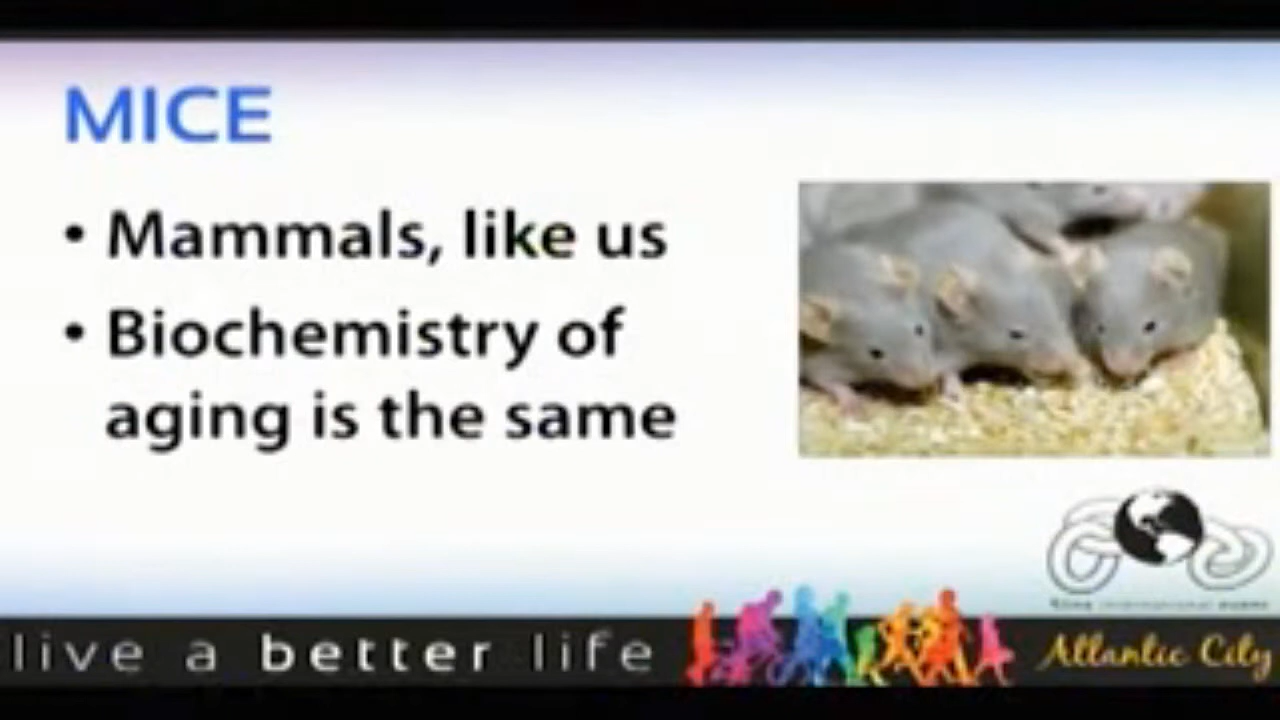 MICE
• Mammals, like us
• Biochemistry of
aging is the same
live a better life
Atlantic City